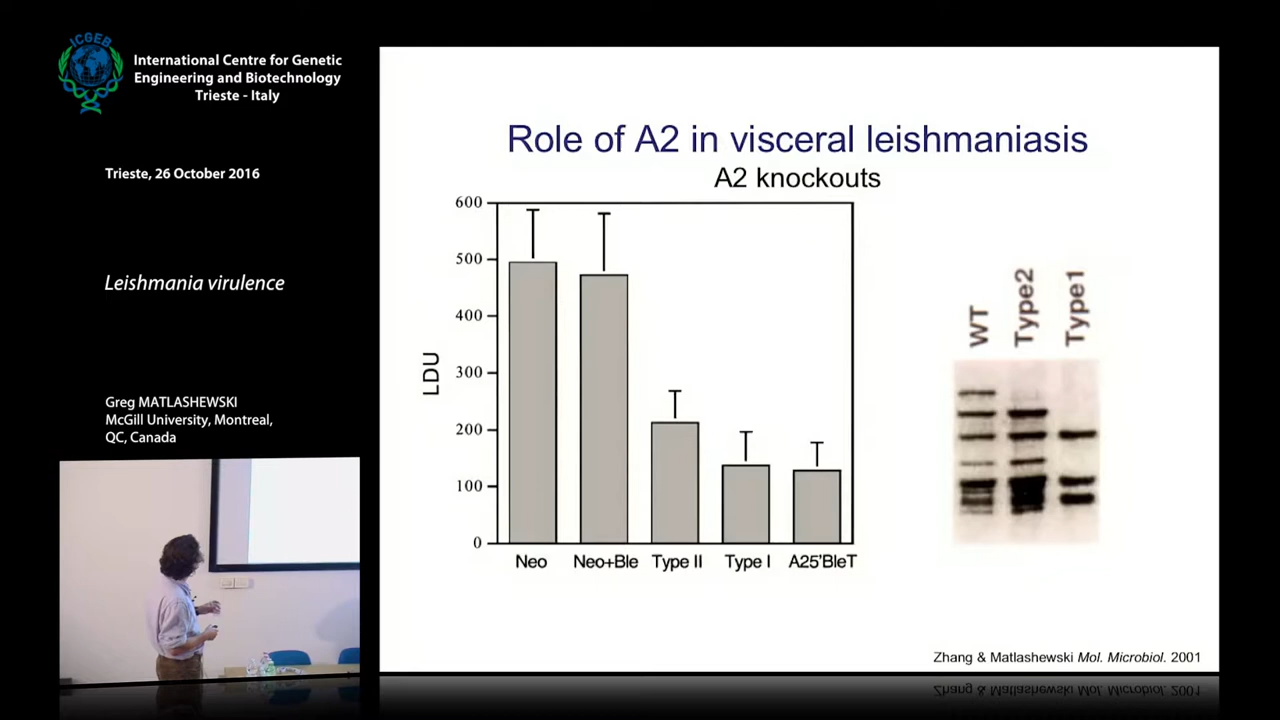 ICGEB
International Centre for Genetic
Engineering and Biotechnology
Trieste - Italy
Trieste, 26 October 2016
Leishmania virulence
Greg MATLASHEWSKI
McGill University, Montreal,
QC, Canada
Role of A2 in visceral leishmaniasis
A2 knockouts
600
500
400
300
200
100
0
LDU
Neo Neo+Ble Type II Type I A25'BleT
WT Type2 Type1
Zhang & Matlashewski Mol. Microbiol. 2001